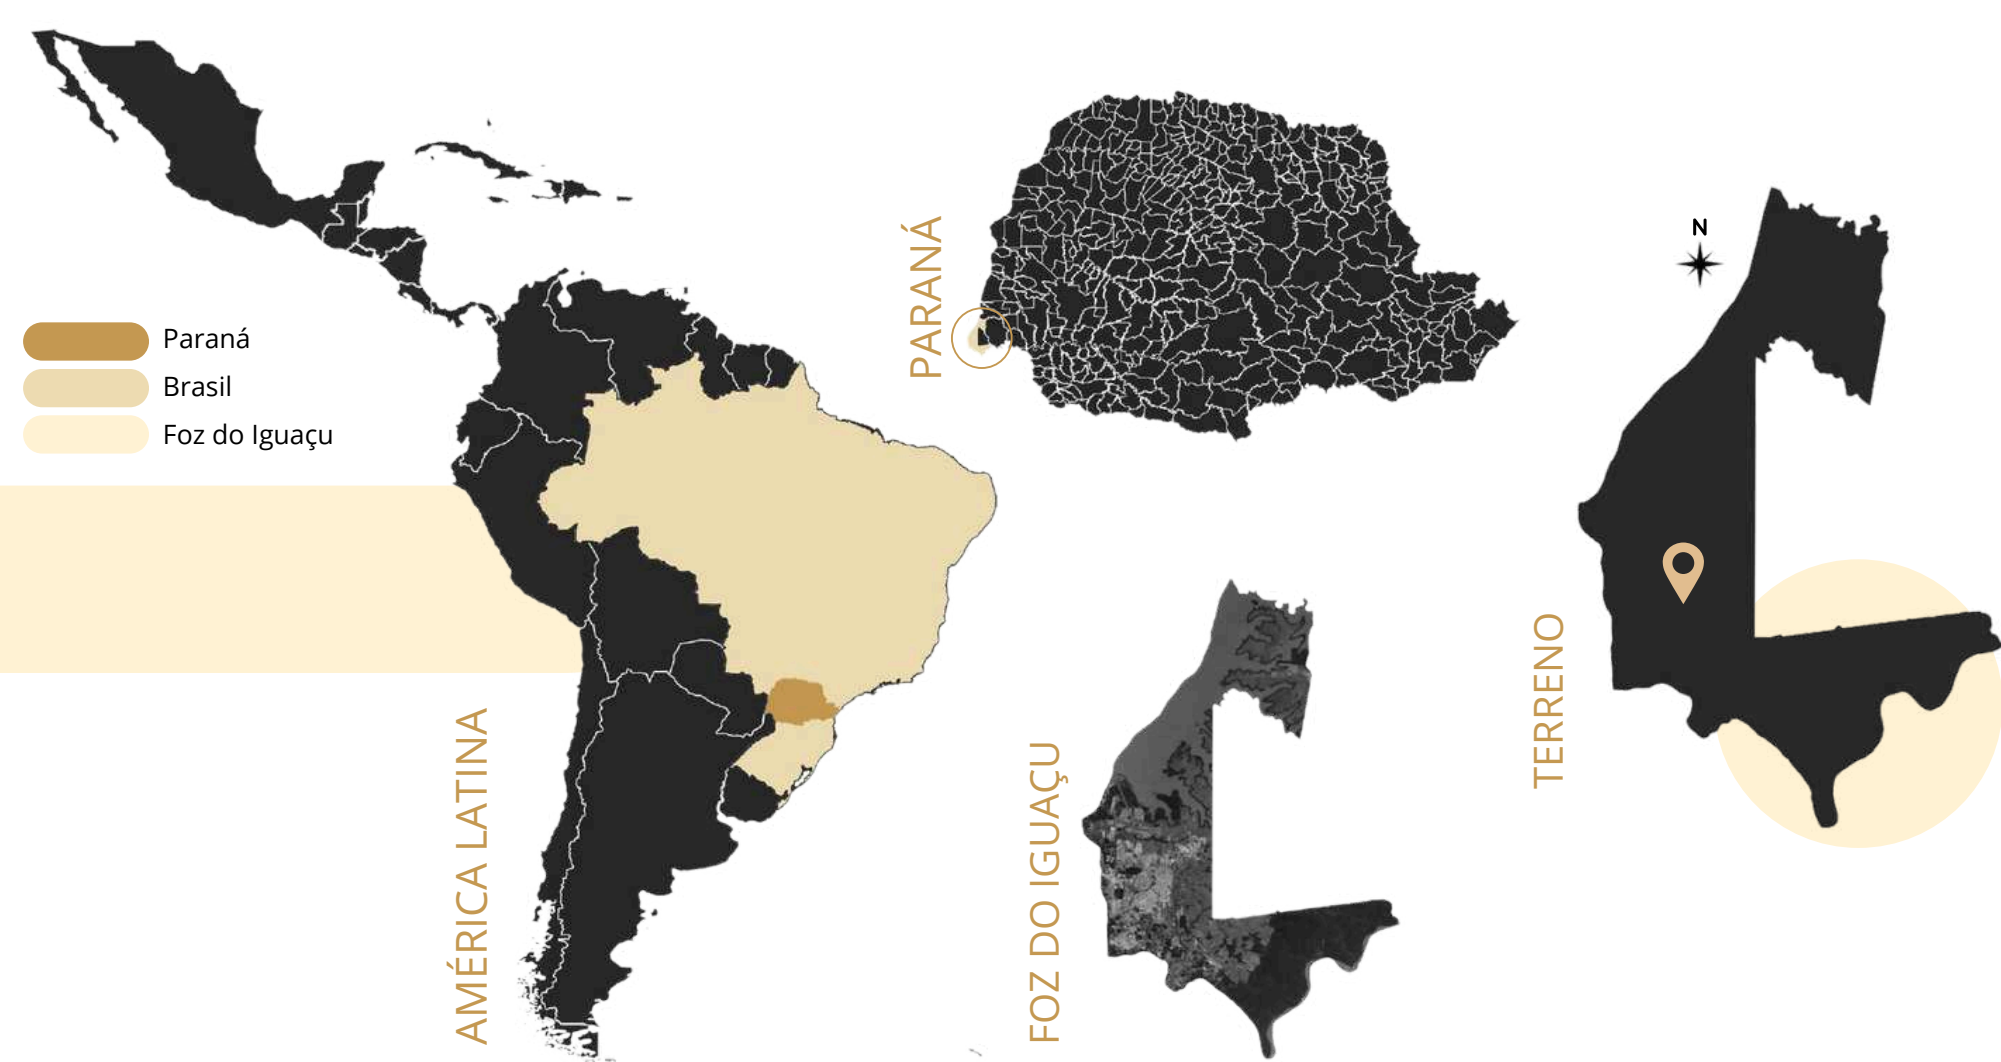 Paraná
Brasil
Foz do Iguaçu
AMÉRICA LATINA
PARANÁ
FOZ DO IGUAÇU
N
TERRENO